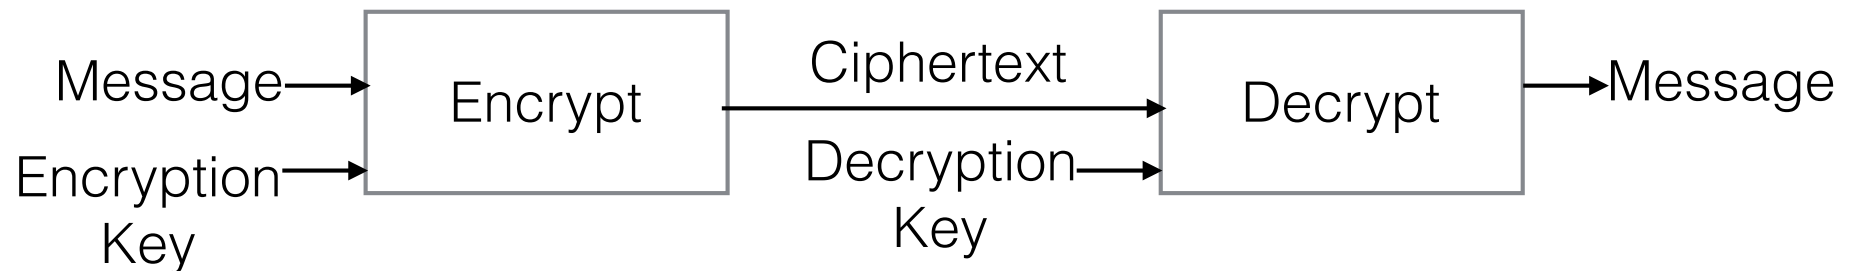 Message
Encryption
Key
Encrypt
Ciphertext
Decryption
Key
Decrypt
Message